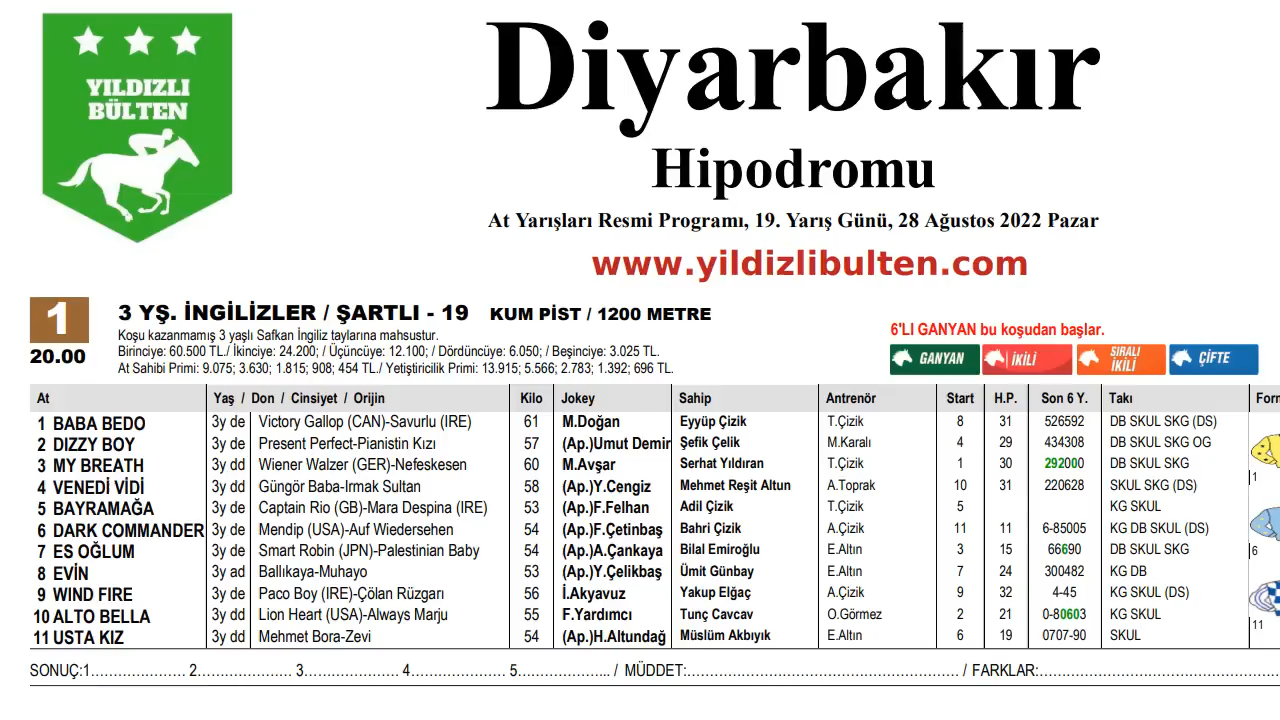 YILDIZLI
BÜLTEN
Diyarbakır
Hipodromu
At Yarışları Resmi Programı, 19. Yarış Günü, 28 Ağustos 2022 Pazar
www.yildizlibulten.com
1 3 YŞ. İNGİLİZLER / ŞARTLI - 19 KUM PİST / 1200 METRE
20.00
Koşu kazanmamış 3 yaşlı Safkan İngiliz taylarına mahsustur.
Birinciye: 60.500 TL./ İkinciye: 24.200; / Üçüncüye: 12.100; / Dördüncüye: 6.050; / Beşinciye: 3.025 TL.
At Sahibi Primi: 9.075; 3.630; 1.815; 908; 454 TL./ Yetiştiricilik Primi: 13.915; 5.566; 2.783; 1.392; 696 TL.
6'LI GANYAN bu koşudan başlar.
GANYAN İKİLİ SIRALI İKİLİ ÇİFTE
At Yaş / Don / Cinsiyet / Orijin Kilo Jokey Sahip Antrenör Start H.P. Son 6 Y. Takı Forn
1 BABA BEDO 3y de Victory Gallop (CAN)-Savurlu (IRE) 61 M.Doğan Eyyüp Çizik T.Çizik 8 31 526592 DB SKUL SKG (DS)
2 DIZZY BOY 3y de Present Perfect-Pianistin Kızı 57 (Ap.)Umut Demir Şefik Çelik M.Karalı 4 29 434308 DB SKUL SKG OG
3 MY BREATH 3y dd Wiener Walzer (GER)-Nefeskesen 60 M.Avşar Serhat Yıldıran T.Çizik 1 30 292000 DB SKUL SKG
4 VENEDİ VİDİ 3y dd Güngör Baba-Irmak Sultan 58 (Ap.)Y.Cengiz Mehmet Reşit Altun A.Toprak 10 31 220628 SKUL SKG (DS) 1
5 BAYRAMAĞA 3y de Captain Rio (GB)-Mara Despina (IRE) 53 (Ap.)F.Felhan Adil Çizik T.Çizik 5 KG SKUL
6 DARK COMMANDER 3y de Mendip (USA)-Auf Wiedersehen 54 (Ap.)F.Çetinbaş Bahri Çizik A.Çizik 11 11 6-85005 KG DB SKUL (DS)
7 ES OĞLUM 3y de Smart Robin (JPN)-Palestinian Baby 54 (Ap.)A.Çankaya Bilal Emiroğlu E.Altın 3 15 66690 DB SKUL SKG 6
8 EVİN 3y ad Ballıkaya-Muhayo 53 (Ap.)Y.Çelikbaş Ümit Günbay E.Altın 7 24 300482 KG DB
9 WIND FIRE 3y de Paco Boy (IRE)-Çölan Rüzgarı 56 İ.Akyavuz Yakup Elğaç A.Çizik 9 32 4-45 KG SKUL (DS)
10 ALTO BELLA 3y dd Lion Heart (USA)-Always Marju 55 F.Yardımcı Tunç Cavcav O.Görmez 2 21 0-80603 KG SKUL 11
11 USTA KIZ 3y dd Mehmet Bora-Zevi 54 (Ap.)H.Altundağ Müslüm Akbıyık E.Altın 6 19 0707-90 SKUL
SONUÇ:1………………… 2………………… 3………………… 4………………… 5……………….. / MÜDDET:…………………………………………………… / FARKLAR:……………………………………………